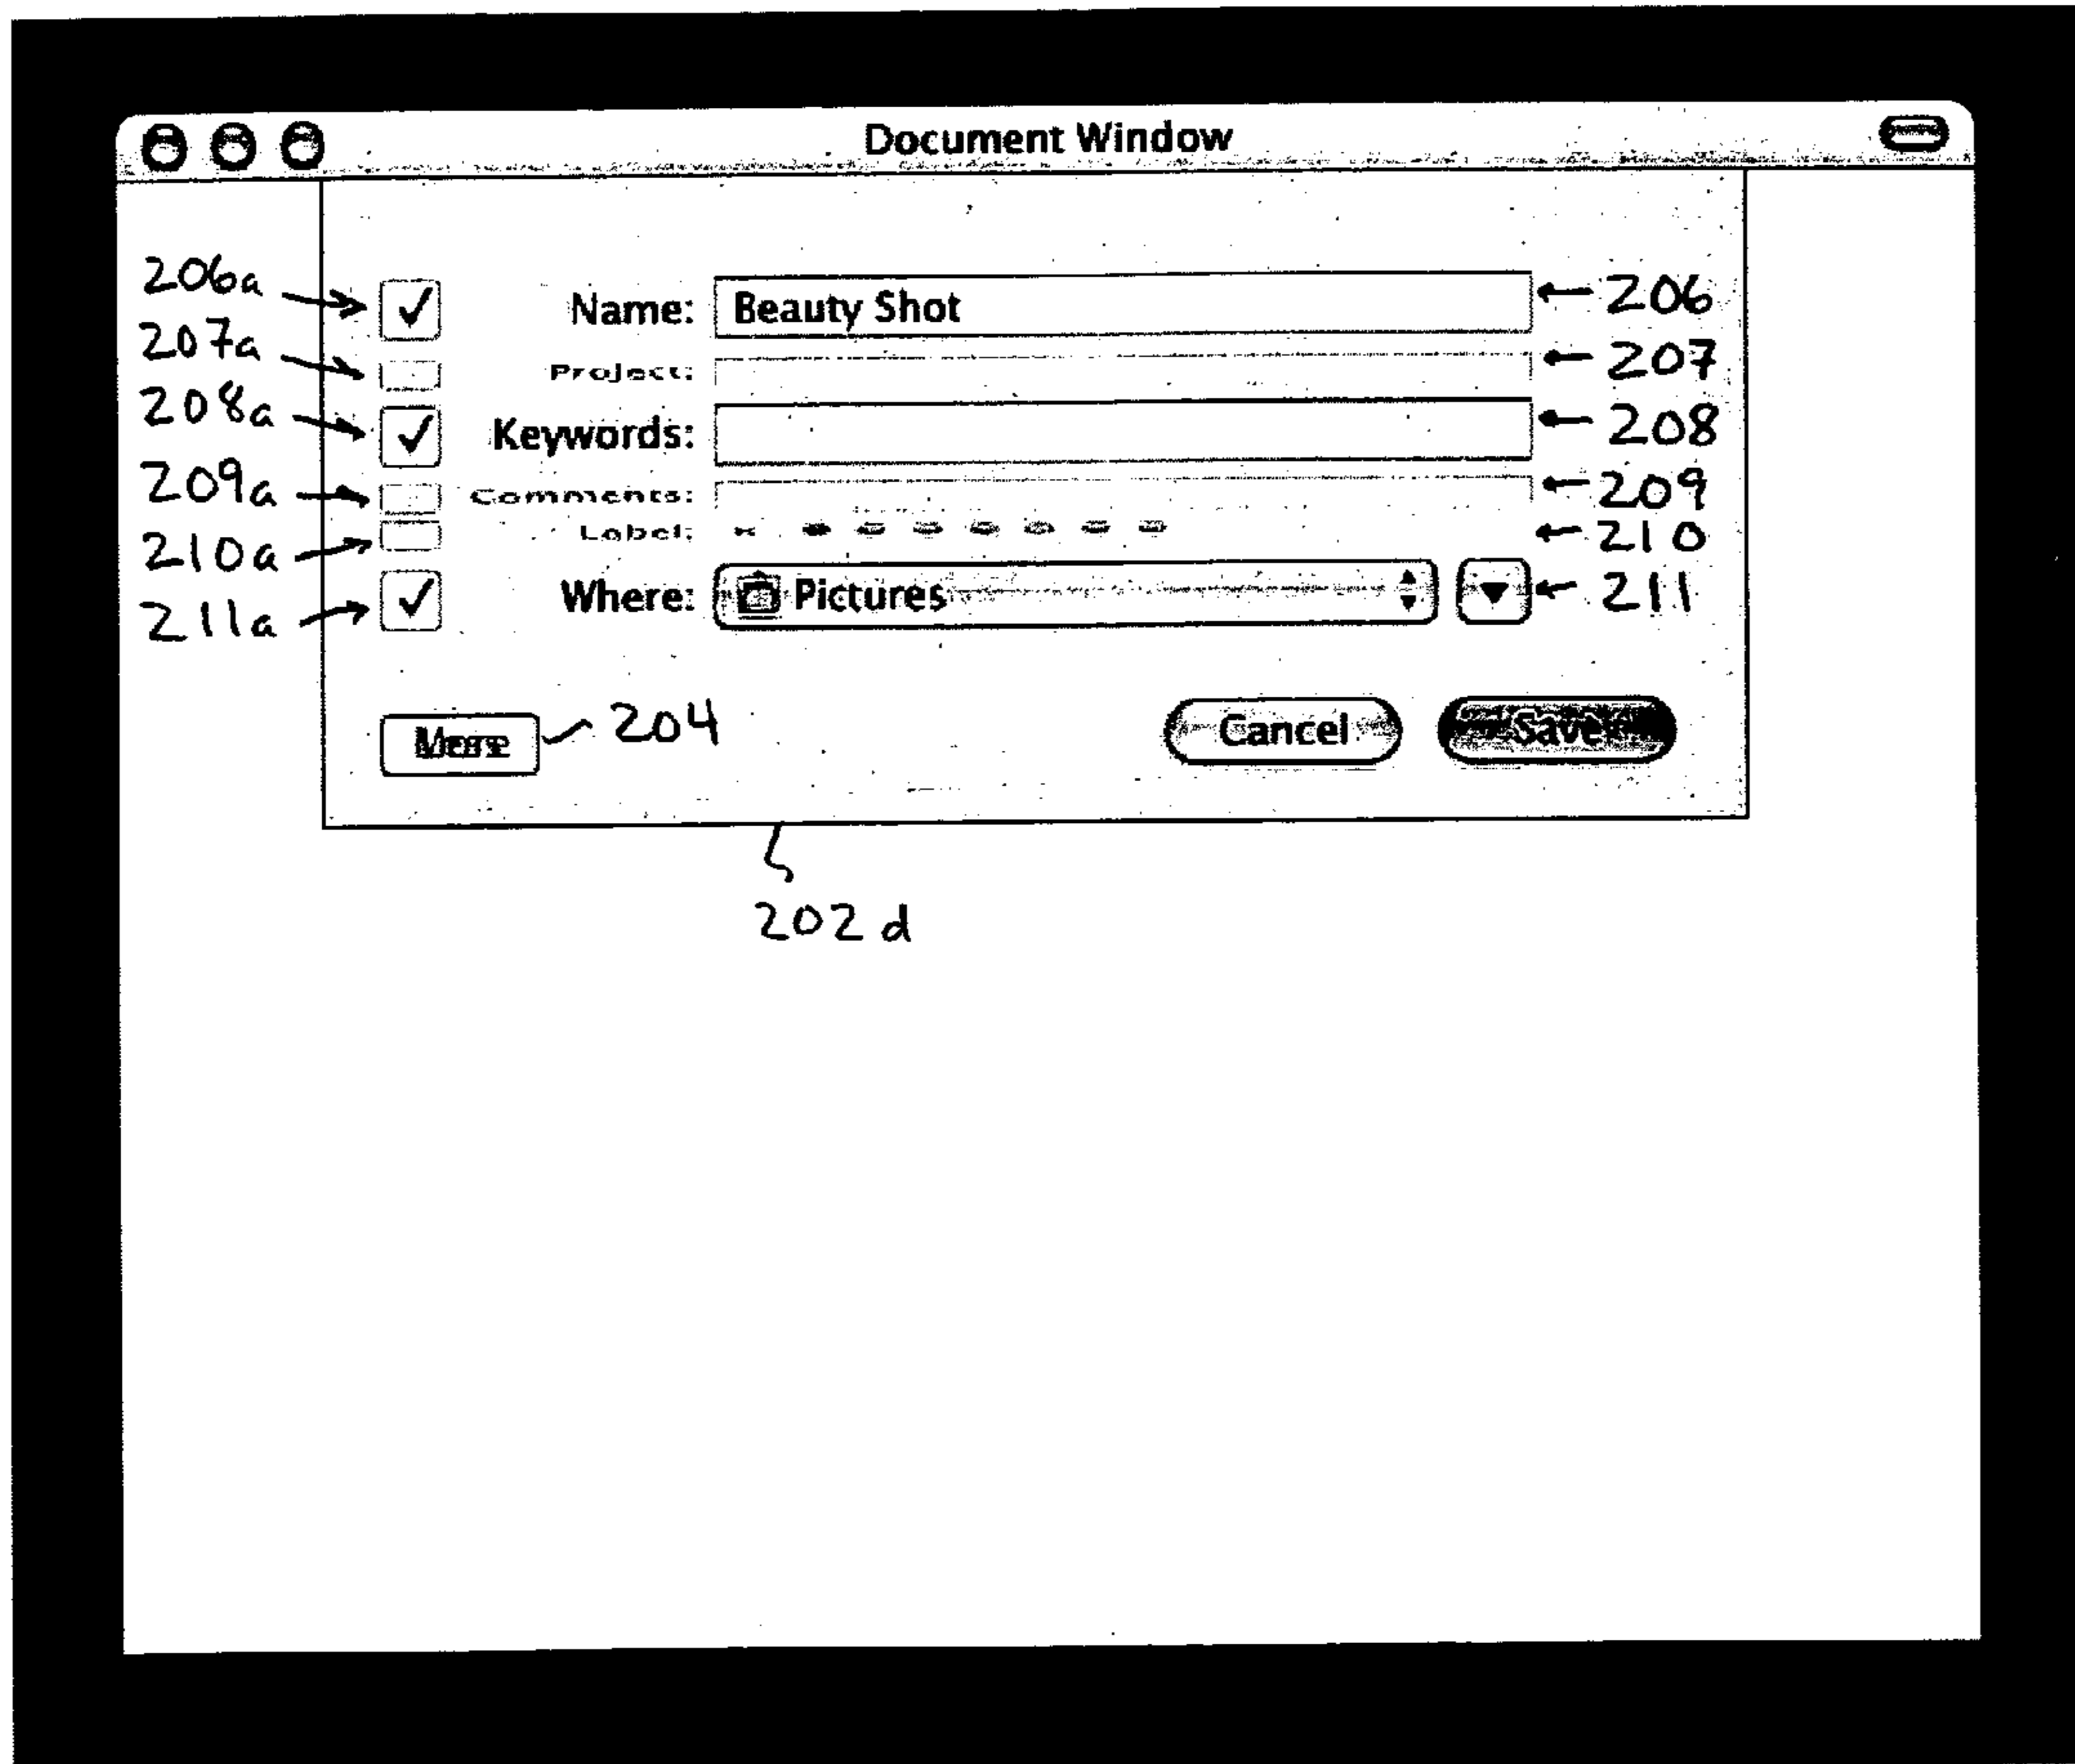 Document Window
206a Name: Beauty Shot 206
207a Project: 207
208a Keywords: 208
209a Comments: 209
210a Label: 210
211a Where: Pictures 211
204 Cancel Save
202d